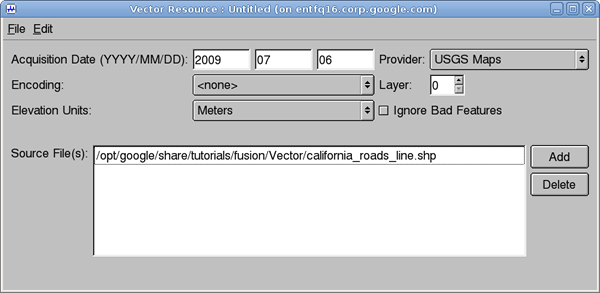 Vector Resource : Untitled (on entfq16.corp.google.com)
File Edit
Acquisition Date (YYYY/MM/DD): 2009 07 06 Provider: USGS Maps
Encoding: <none> Layer: 0
Elevation Units: Meters Ignore Bad Features
Source File(s): /opt/google/share/tutorials/fusion/Vector/california_roads_line.shp Add
Delete